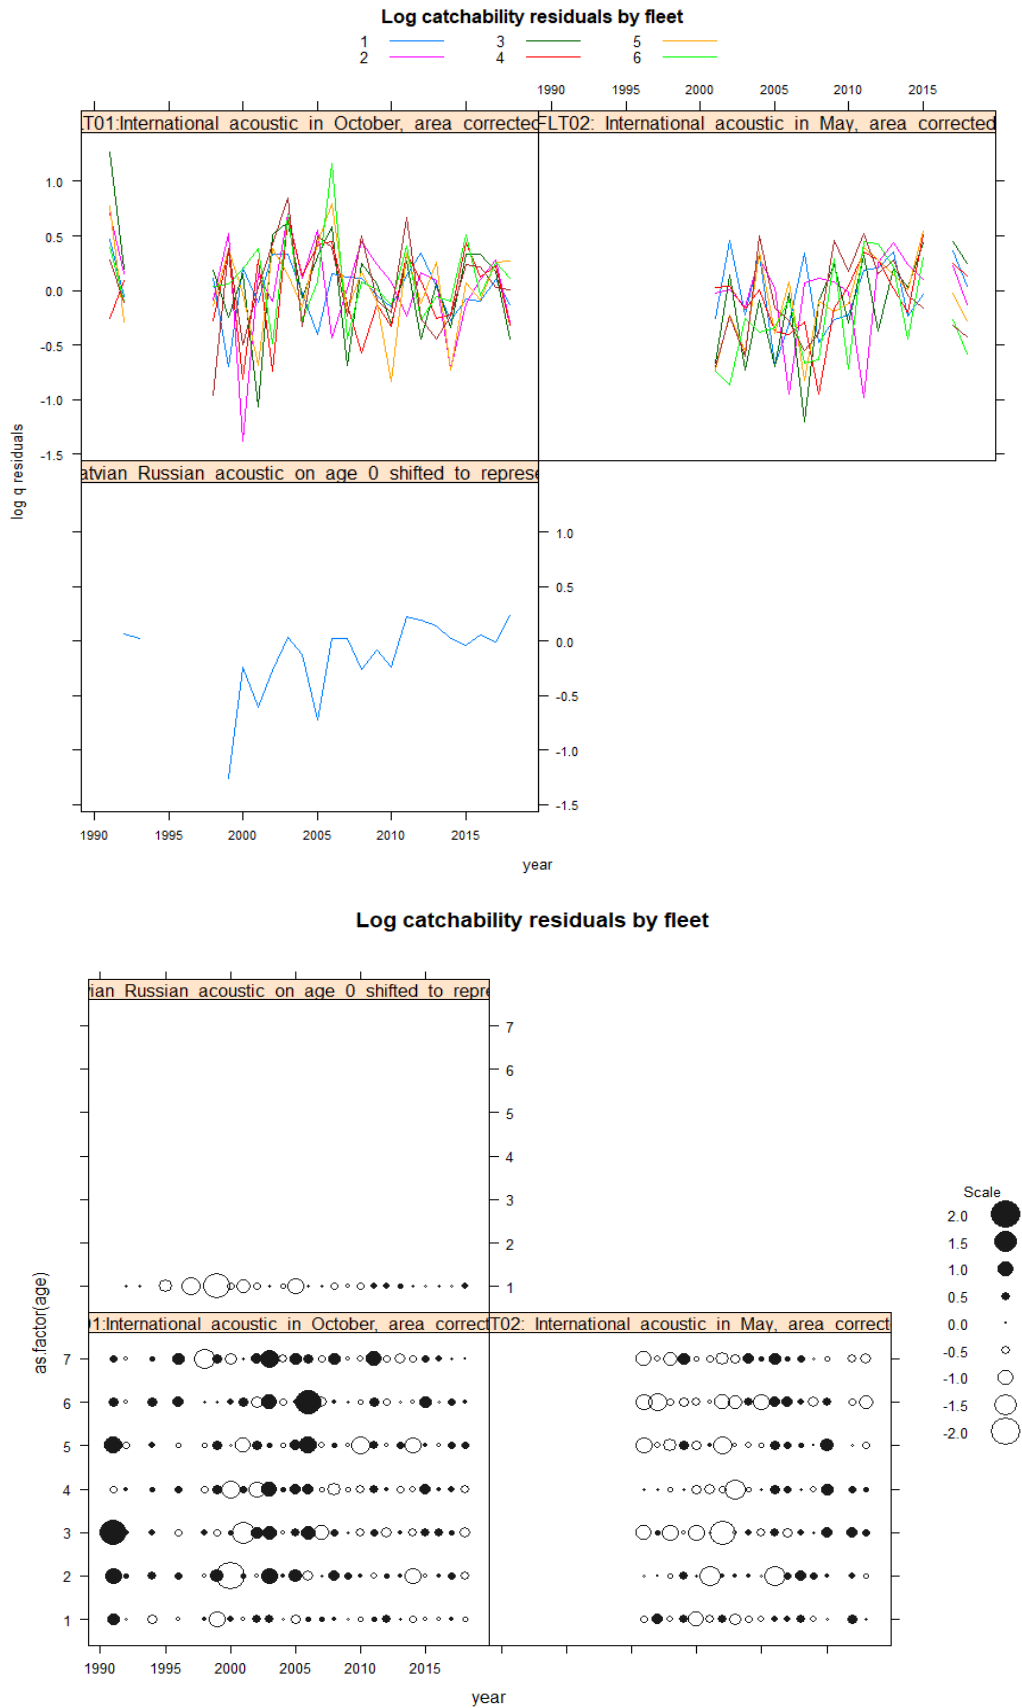 Log catchability residuals by fleet
1 3 5
2 4 6
1990 1995 2000 2005 2010 2015
LT01:International acoustic in October, area corrected
FLT02: International acoustic in May, area corrected
1.0
0.5
0.0
-0.5
-1.0
-1.5
log q residuals
atvian Russian acoustic on age 0 shifted to represe
1.0
0.5
0.0
-0.5
-1.0
-1.5
1990 1995 2000 2005 2010 2015
year
Log catchability residuals by fleet
vian Russian acoustic on age 0 shifted to repre
7
6
5
4
3
2
1
as.factor(age)
01:International acoustic in October, area correct
T02: International acoustic in May, area correct
7
6
5
4
3
2
1
1990 1995 2000 2005 2010 2015
year
Scale
2.0
1.5
1.0
0.5
0.0
-0.5
-1.0
-1.5
-2.0